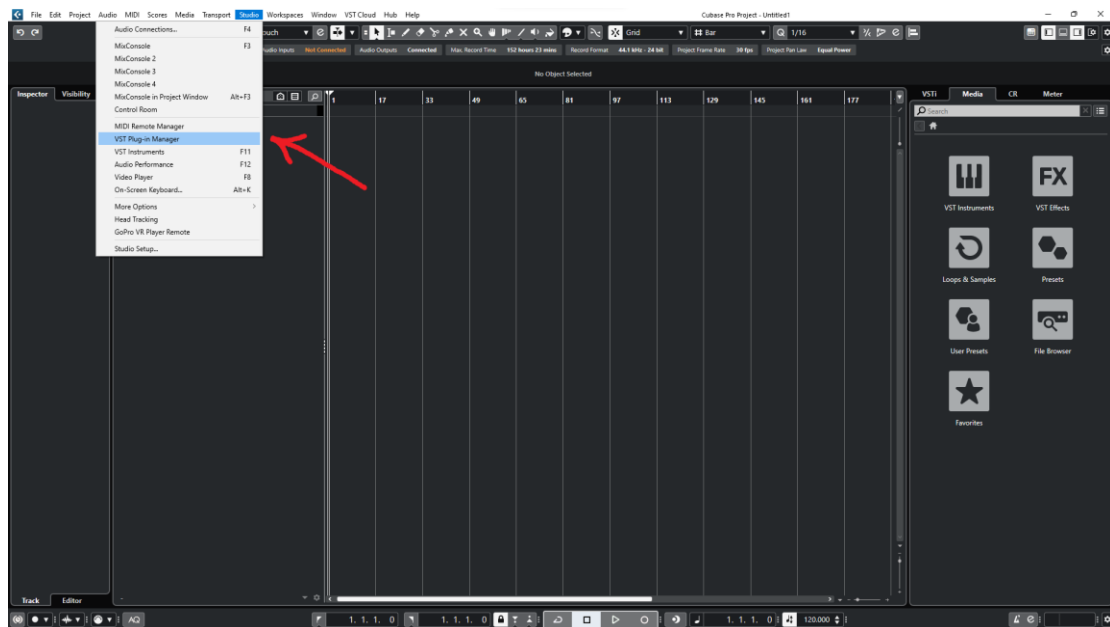 File Edit Project Audio MIDI Scores Media Transport Studio Workspaces Window VST Cloud Hub Help Cubase Pro Project - Untitled1
ouch Grid Bar Q 1/16
Audio Inputs Not Connected Audio Outputs Connected Max. Record Time 552 hours 23 mins Record Format 44.1 kHz - 24 bit Project Frame Rate 30 fps Project Pan Law Equal Power
No Object Selected
Inspector Visibility
1 17 33 49 65 81 97 113 129 145 161 177
VSTi Media CR Meter
Search
Audio Connections... F4
MixConsole F3
MixConsole 2
MixConsole 3
MixConsole 4
MixConsole in Project Window Alt+F3
Control Room
MIDI Remote Manager
VST Plug-in Manager
VST Instruments F11
Audio Performance F12
Video Player F8
On-Screen Keyboard... Alt+K
More Options >
Head Tracking
GoPro VR Player Remote
Studio Setup...
FX
VST Instruments VST Effects
Loops & Samples Presets
User Presets File Browser
Favorites
Track Editor
AQ 1. 1. 1. 0 1. 1. 1. 0 1. 1. 1. 0 120.000